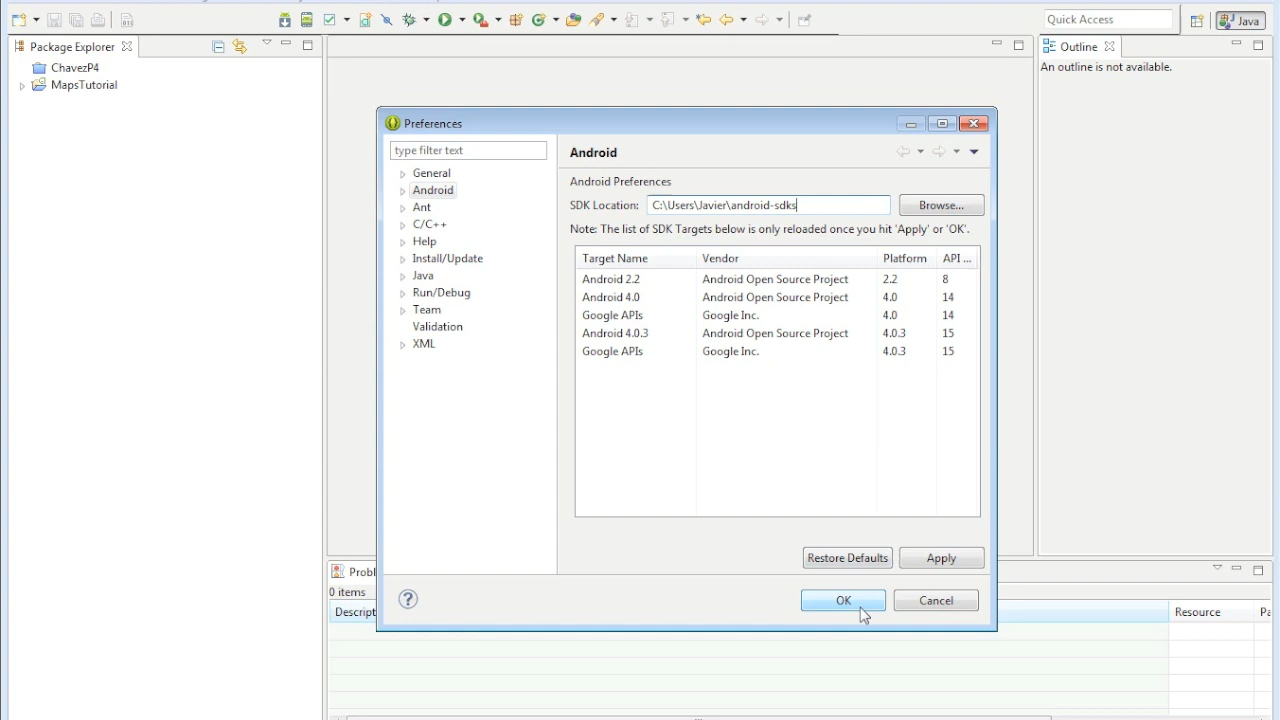 Quick Access
Java
Package Explorer
ChavezP4
MapsTutorial
Outline
An outline is not available.
Preferences
type filter text
General
Android
Ant
C/C++
Help
Install/Update
Java
Run/Debug
Team
Validation
XML
Android
Android Preferences
SDK Location: C:\Users\Javier\android-sdks Browse...
Note: The list of SDK Targets below is only reloaded once you hit 'Apply' or 'OK'.
Target Name Vendor Platform API ...
Android 2.2 Android Open Source Project 2.2 8
Android 4.0 Android Open Source Project 4.0 14
Google APIs Google Inc. 4.0 14
Android 4.0.3 Android Open Source Project 4.0.3 15
Google APIs Google Inc. 4.0.3 15
Restore Defaults Apply
OK Cancel
Probl
0 items
Descript Resource Pa